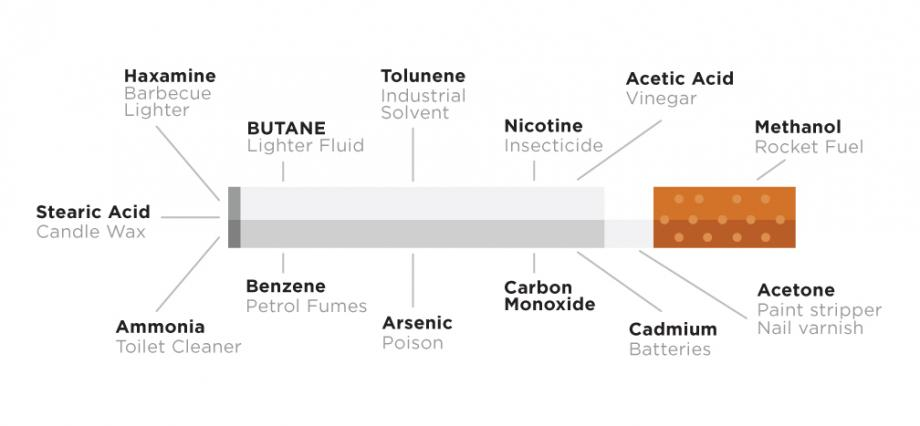 Haxamine
Barbecue
Lighter
BUTANE
Lighter Fluid
Tolunene
Industrial
Solvent
Nicotine
Insecticide
Acetic Acid
Vinegar
Methanol
Rocket Fuel
Stearic Acid
Candle Wax
Ammonia
Toilet Cleaner
Benzene
Petrol Fumes
Arsenic
Poison
Carbon
Monoxide
Cadmium
Batteries
Acetone
Paint stripper
Nail varnish